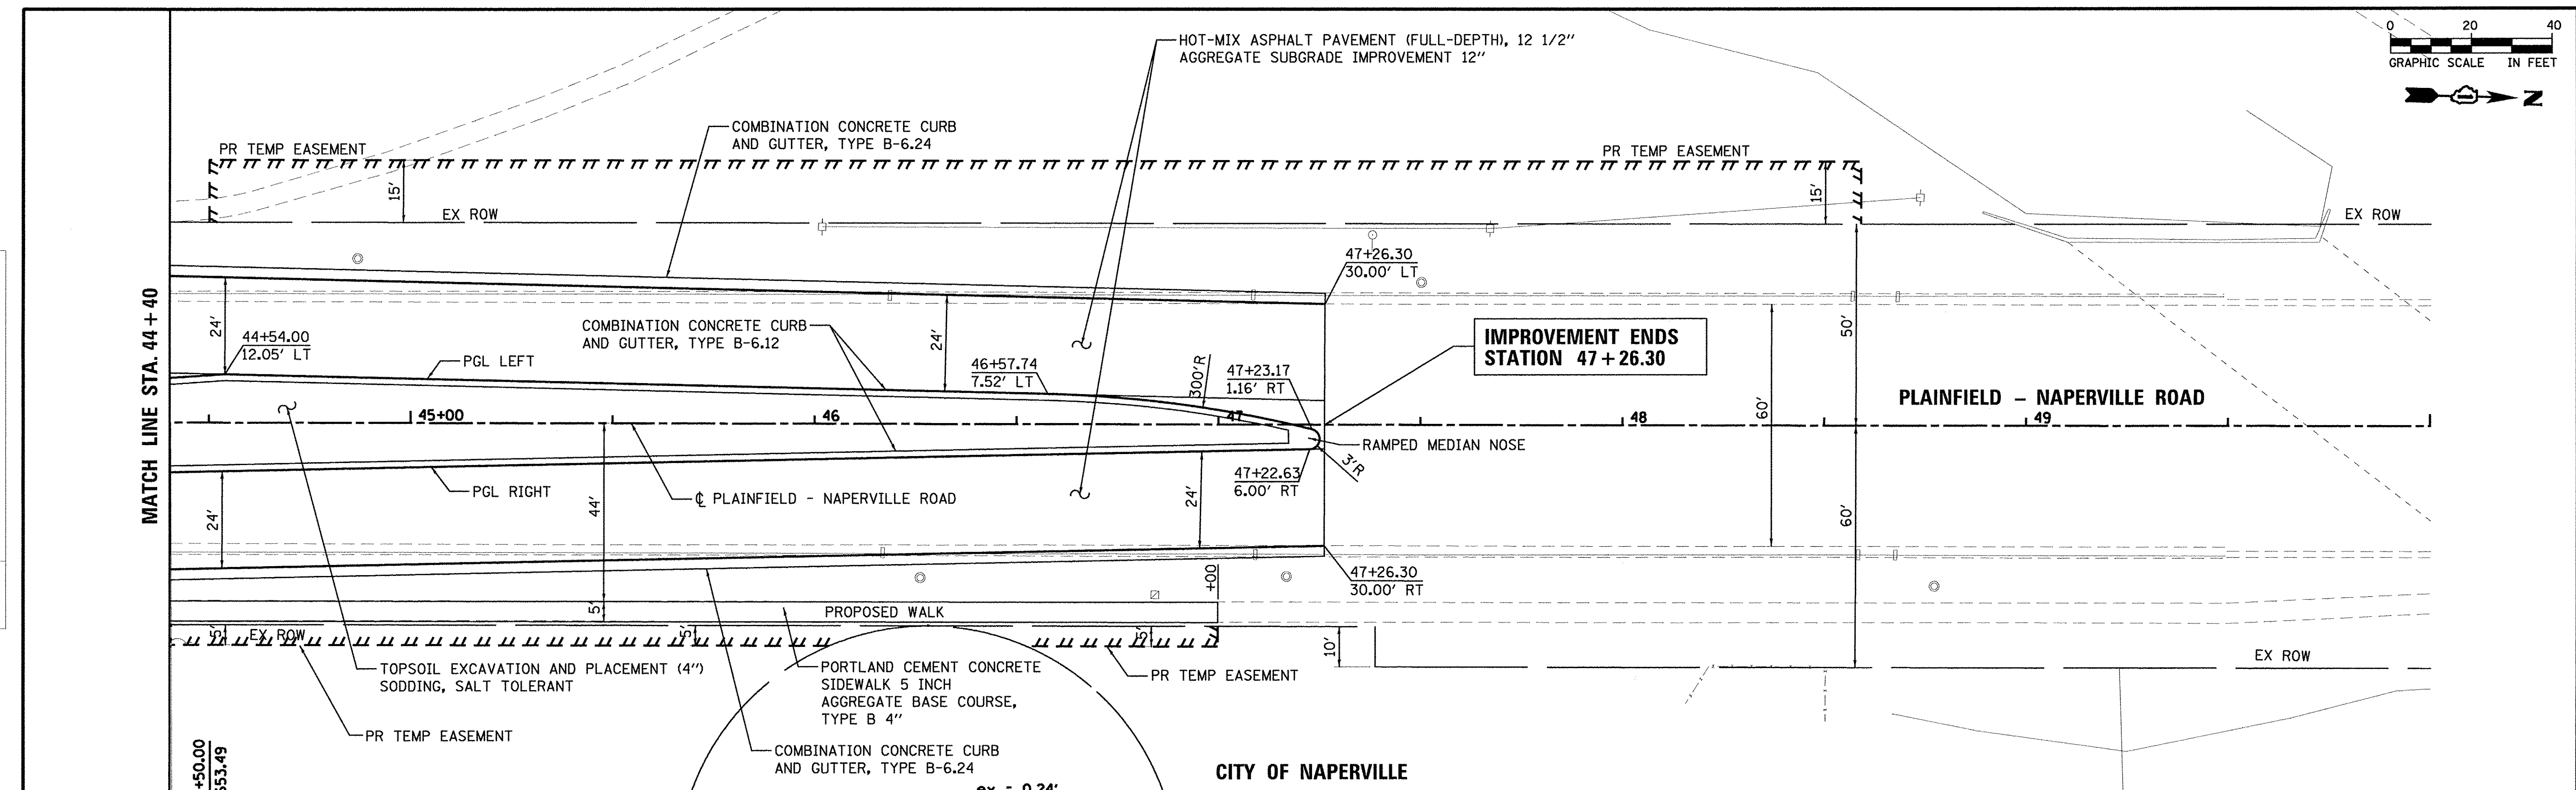 HOT-MIX ASPHALT PAVEMENT (FULL-DEPTH), 12 1/2"
AGGREGATE SUBGRADE IMPROVEMENT 12"
0 20 40
GRAPHIC SCALE IN FEET
N
COMBINATION CONCRETE CURB
AND GUTTER, TYPE B-6.24
PR TEMP EASEMENT
PR TEMP EASEMENT
15'
15'
EX ROW
EX ROW
47+26.30
30.00' LT
MATCH LINE STA. 44+40
24'
44+54.00
12.05' LT
PGL LEFT
COMBINATION CONCRETE CURB
AND GUTTER, TYPE B-6.12
24'
46+57.74
7.52' LT
300'R
47+23.17
1.16' RT
IMPROVEMENT ENDS
STATION 47+26.30
60'
50'
PLAINFIELD - NAPERVILLE ROAD
45+00
46
47
48
49
RAMPED MEDIAN NOSE
3'R
47+22.63
6.00' RT
PGL RIGHT
℄ PLAINFIELD - NAPERVILLE ROAD
24'
44'
24'
60'
47+26.30
30.00' RT
+00
5'
PROPOSED WALK
5'
EX ROW
5'
5'
10'
EX ROW
TOPSOIL EXCAVATION AND PLACEMENT (4")
SODDING, SALT TOLERANT
PORTLAND CEMENT CONCRETE
SIDEWALK 5 INCH
AGGREGATE BASE COURSE,
TYPE B 4"
PR TEMP EASEMENT
PR TEMP EASEMENT
COMBINATION CONCRETE CURB
AND GUTTER, TYPE B-6.24
CITY OF NAPERVILLE
+50.00
553.49
ex = 0.24'